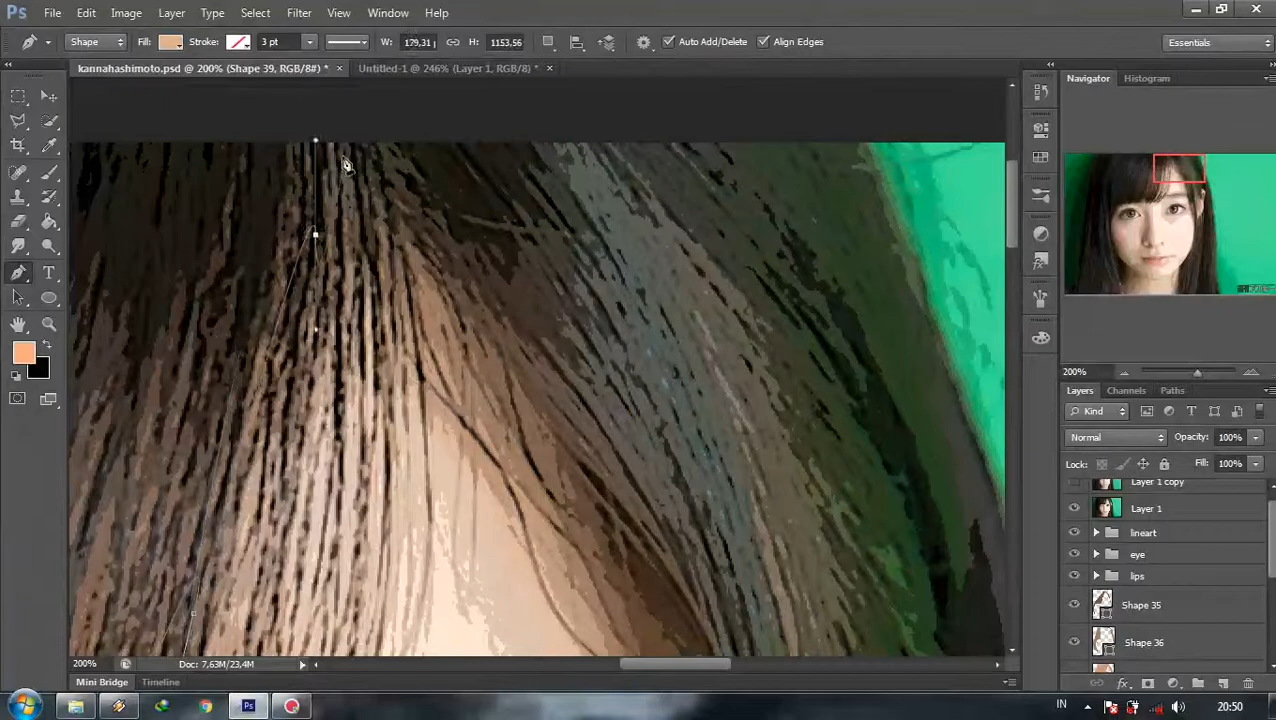 Ps File Edit Image Layer Type Select Filter View Window Help
Shape Fill: Stroke: 3 pt W: 179,31 H: 1153,56 Auto Add/Delete Align Edges Essentials
kannahashimoto.psd @ 200% (Shape 39, RGB/8#) * × Untitled-1 @ 246% (Layer 1, RGB/8) * ×
Navigator Histogram
200%
Layers Channels Paths
Kind
Normal Opacity: 100%
Lock: Fill: 100%
Layer 1 copy
Layer 1
lineart
eye
lips
Shape 35
Shape 36
200% Doc: 7,63M/23,4M
Mini Bridge Timeline
fx
Ps IN 20:50